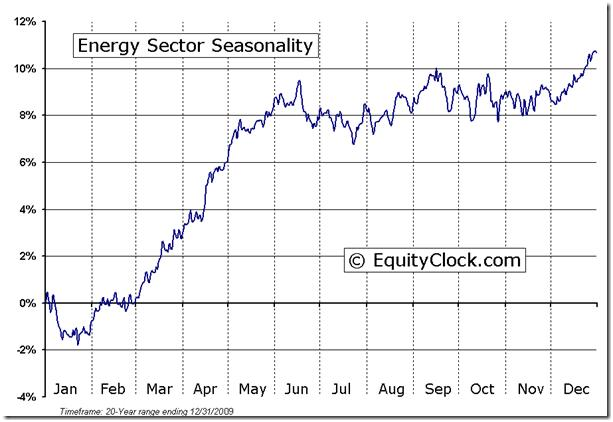 12%
Energy Sector Seasonality
10%
8%
6%
4%
2%
© EquityClock.com
0%
-2%
-4%
Jan Feb Mar Apr May Jun Jul Aug Sep Oct Nov Dec
Timeframe: 20-Year range ending 12/31/2009